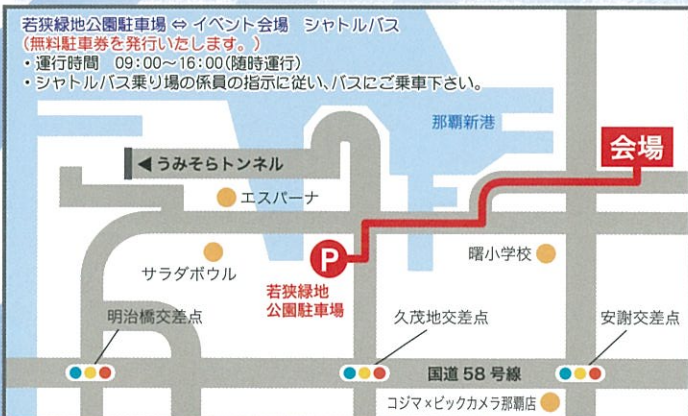 若狭緑地公園駐車場 ⇔ イベント会場　シャトルバス
(無料駐車券を発行いたします。)
・運行時間　09:00～16:00(随時運行)
・シャトルバス乗り場の係員の指示に従い、バスにご乗車下さい。
那覇新港
会場
◀ うみそらトンネル
エスパーナ
P
曙小学校
サラダボウル
若狭緑地
公園駐車場
明治橋交差点
久茂地交差点
安謝交差点
国道 58 号線
コジマ×ビックカメラ那覇店